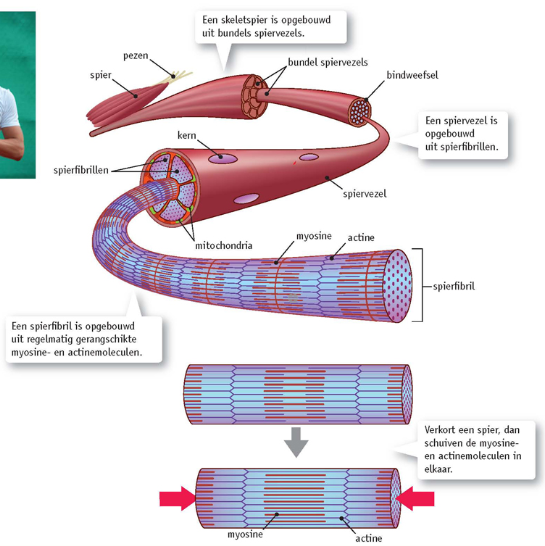 Een skeletspier is opgebouwd
uit bundels spiervezels.
pezen
spier
bundel spiervezels
bindweefsel
Een spiervezel is
opgebouwd
uit spierfibrillen.
kern
spierfibrillen
spiervezel
mitochondria
myosine
actine
spierfibril
Een spierfibril is opgebouwd
uit regelmatig gerangschikte
myosine- en actinemoleculen.
Verkort een spier, dan
schuiven de myosine-
en actinemoleculen in
elkaar.
myosine
actine